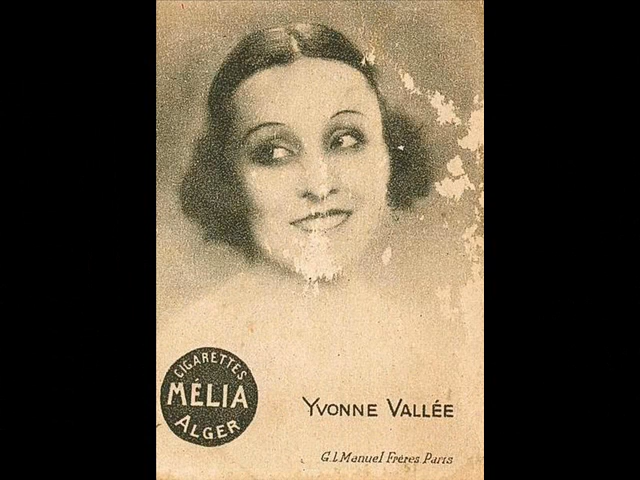 CIGARETTES
MÉLIA
ALGER
YVONNE VALLÉE
G.L. Manuel Frères Paris